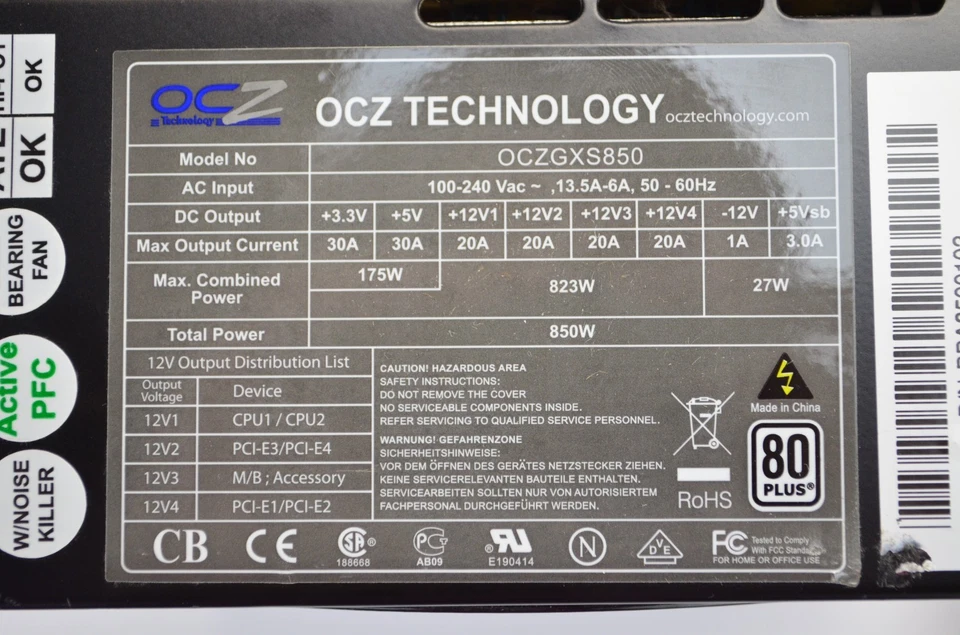 OK
OK
BEARING
FAN
Active
PFC
W/NOISE
KILLER
OCZ
Technology
OCZ TECHNOLOGY ocztechnology.com
Model No OCZGXS850
AC Input 100-240 Vac ~ ,13.5A-6A, 50 - 60Hz
DC Output +3.3V +5V +12V1 +12V2 +12V3 +12V4 -12V +5Vsb
Max Output Current 30A 30A 20A 20A 20A 20A 1A 3.0A
Max. Combined
Power 175W 823W 27W
Total Power 850W
12V Output Distribution List
Output
Voltage Device
12V1 CPU1 / CPU2
12V2 PCI-E3/PCI-E4
12V3 M/B ; Accessory
12V4 PCI-E1/PCI-E2
CAUTION! HAZARDOUS AREA
SAFETY INSTRUCTIONS:
DO NOT REMOVE THE COVER
NO SERVICEABLE COMPONENTS INSIDE.
REFER SERVICING TO QUALIFIED SERVICE PERSONNEL.
WARNUNG! GEFAHRENZONE
SICHERHEITSHINWEISE:
VOR DEM ÖFFNEN DES GERÄTES NETZSTECKER ZIEHEN.
KEINE SERVICERELEVANTEN BAUTEILE ENTHALTEN.
SERVICEARBEITEN SOLLTEN NUR VON AUTORISIERTEM
FACHPERSONAL DURCHGEFÜHRT WERDEN.
RoHS
Made in China
80
PLUS®
CB
CE
SA ®
188668
PG
AB09
® RU
E190414
N
DVE
FC Tested to Comply
With FCC Standards
FOR HOME OR OFFICE USE